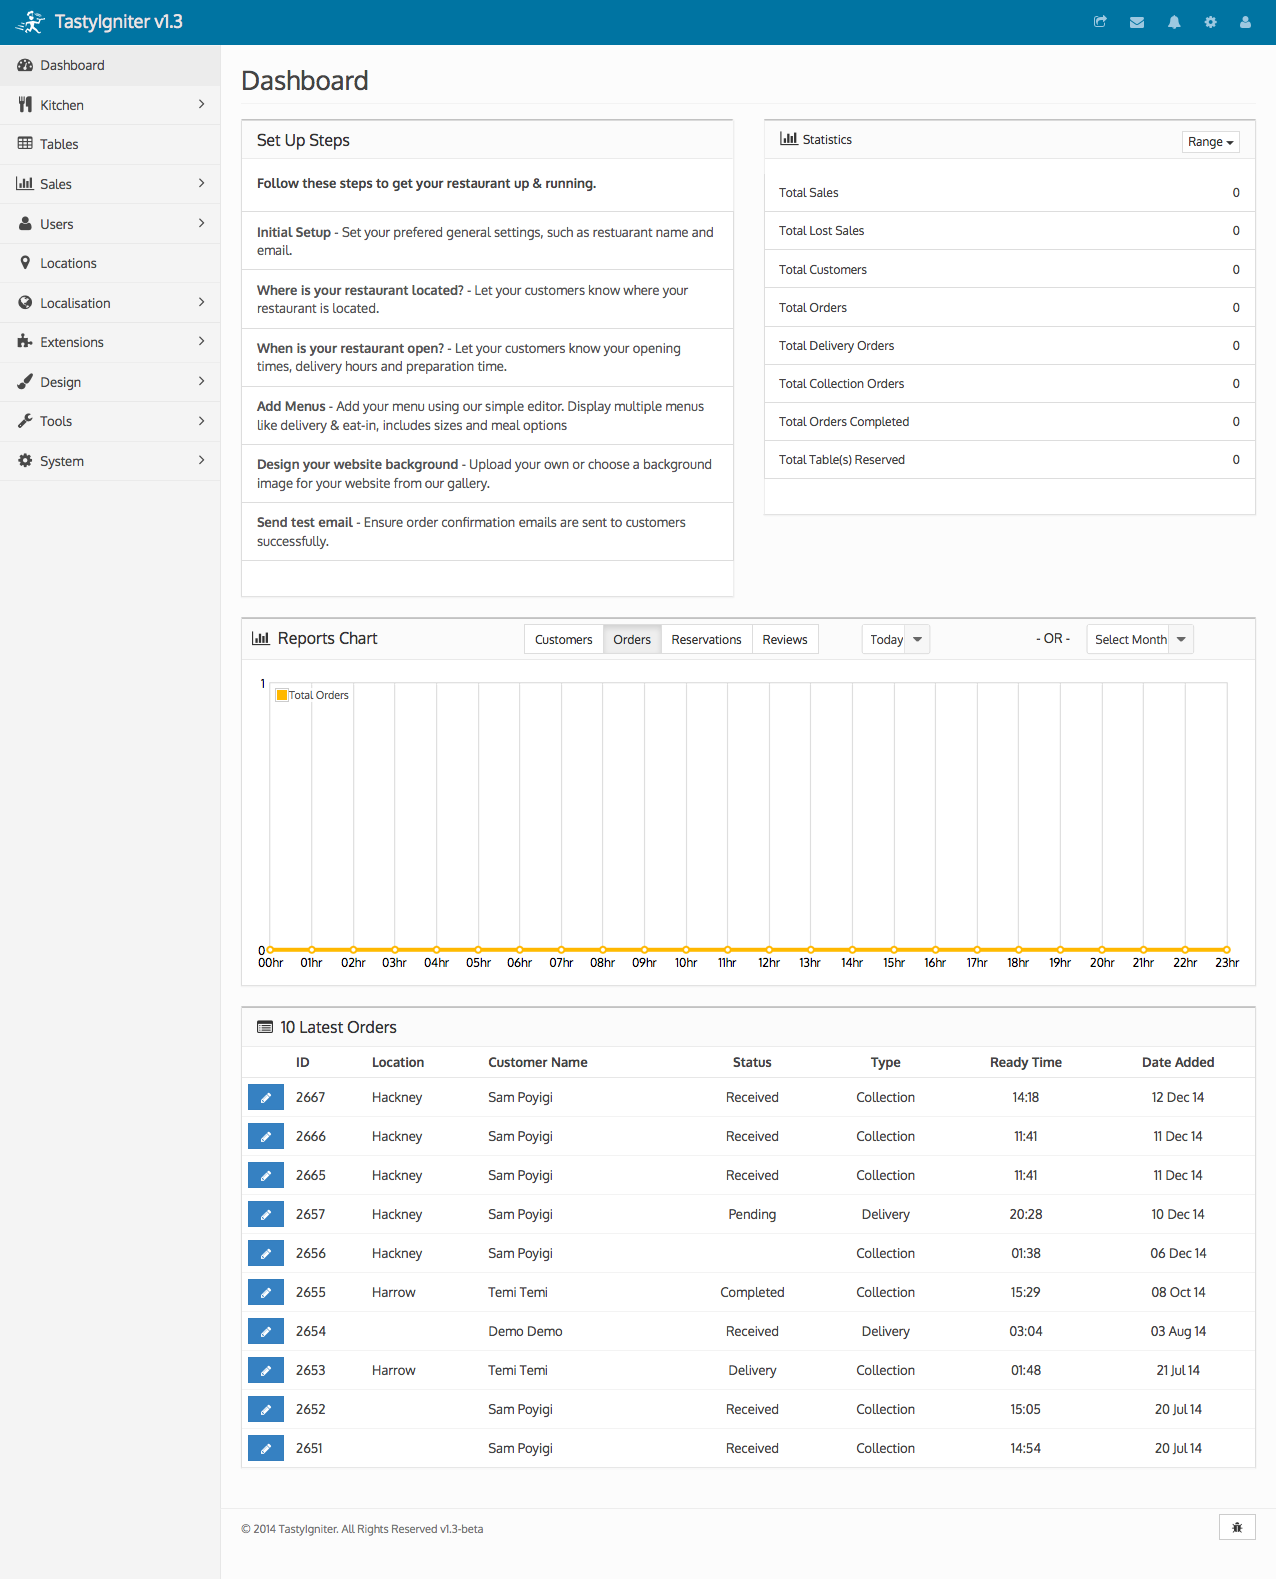 TastyIgniter v1.3
Dashboard
Kitchen
Tables
Sales
Users
Locations
Localisation
Extensions
Design
Tools
System
Dashboard
Set Up Steps
Follow these steps to get your restaurant up & running.
Initial Setup - Set your prefered general settings, such as restuarant name and
email.
Where is your restaurant located? - Let your customers know where your
restaurant is located.
When is your restaurant open? - Let your customers know your opening
times, delivery hours and preparation time.
Add Menus - Add your menu using our simple editor. Display multiple menus
like delivery & eat-in, includes sizes and meal options
Design your website background - Upload your own or choose a background
image for your website from our gallery.
Send test email - Ensure order confirmation emails are sent to customers
successfully.
Statistics Range
Total Sales 0
Total Lost Sales 0
Total Customers 0
Total Orders 0
Total Delivery Orders 0
Total Collection Orders 0
Total Orders Completed 0
Total Table(s) Reserved 0
Reports Chart Customers Orders Reservations Reviews Today - OR - Select Month
1
Total Orders
0
00hr 01hr 02hr 03hr 04hr 05hr 06hr 07hr 08hr 09hr 10hr 11hr 12hr 13hr 14hr 15hr 16hr 17hr 18hr 19hr 20hr 21hr 22hr 23hr
10 Latest Orders
ID Location Customer Name Status Type Ready Time Date Added
2667 Hackney Sam Poyigi Received Collection 14:18 12 Dec 14
2666 Hackney Sam Poyigi Received Collection 11:41 11 Dec 14
2665 Hackney Sam Poyigi Received Collection 11:41 11 Dec 14
2657 Hackney Sam Poyigi Pending Delivery 20:28 10 Dec 14
2656 Hackney Sam Poyigi Collection 01:38 06 Dec 14
2655 Harrow Temi Temi Completed Collection 15:29 08 Oct 14
2654 Demo Demo Received Delivery 03:04 03 Aug 14
2653 Harrow Temi Temi Delivery Collection 01:48 21 Jul 14
2652 Sam Poyigi Received Collection 15:05 20 Jul 14
2651 Sam Poyigi Received Collection 14:54 20 Jul 14
© 2014 TastyIgniter. All Rights Reserved v1.3-beta